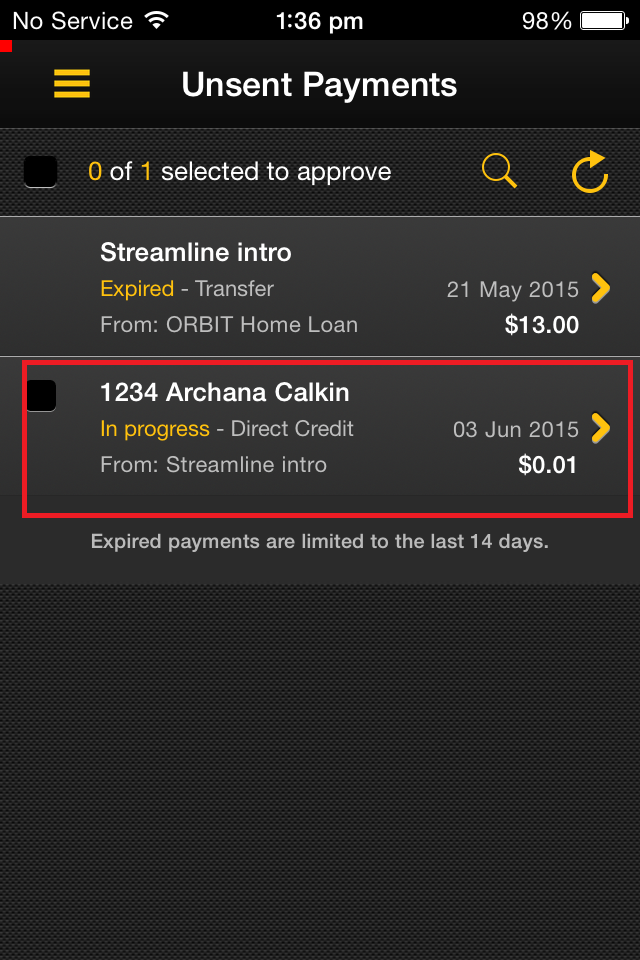 No Service 1:36 pm 98%
Unsent Payments
0 of 1 selected to approve
Streamline intro
Expired - Transfer 21 May 2015
From: ORBIT Home Loan $13.00
1234 Archana Calkin
In progress - Direct Credit 03 Jun 2015
From: Streamline intro $0.01
Expired payments are limited to the last 14 days.